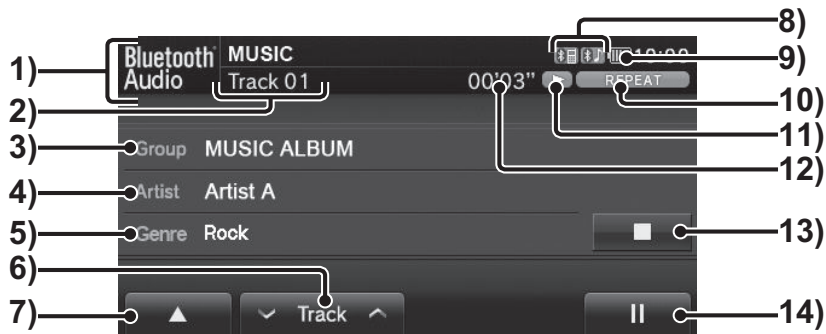 8)
Bluetooth MUSIC
1) 9)
Audio Track 01 00'03" REPEAT
2) 10)
11)
3) Group MUSIC ALBUM
12)
4) Artist Artist A
5) Genre Rock 13)
6)
7) Track 14)